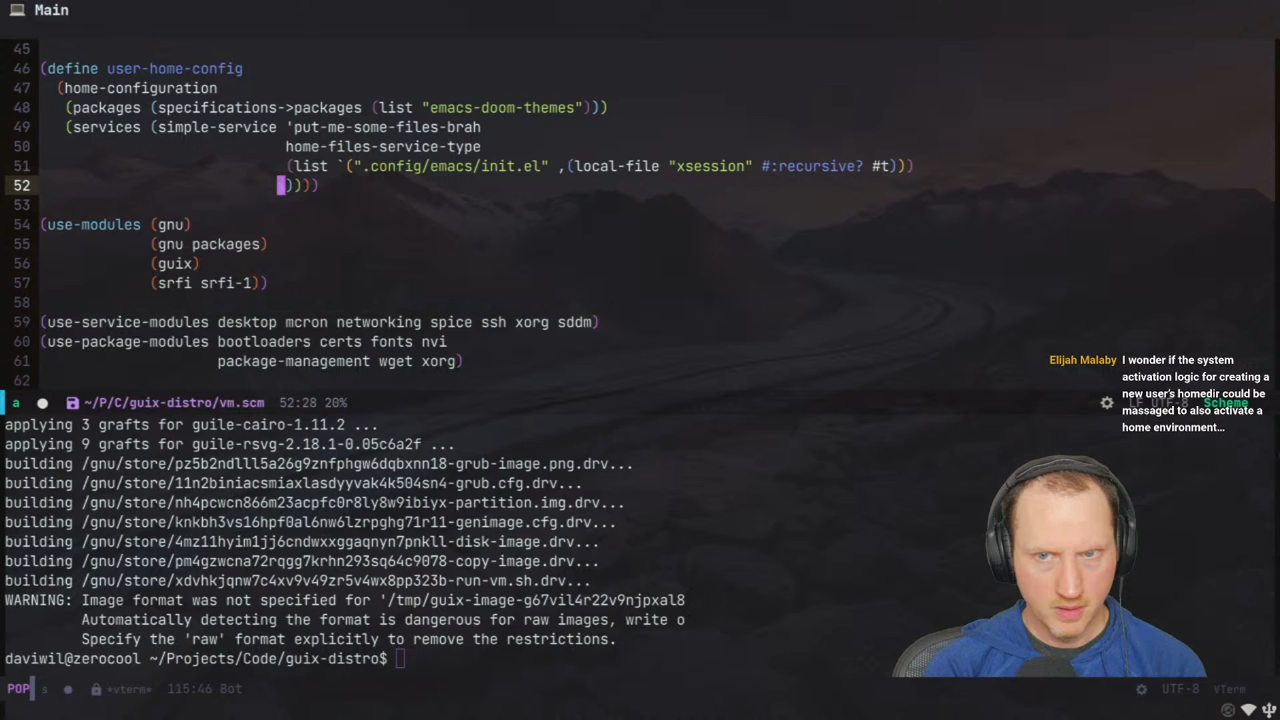 Main
45
46 (define user-home-config
47 (home-configuration
48 (packages (specifications->packages (list "emacs-doom-themes")))
49 (services (simple-service 'put-me-some-files-brah
50 home-files-service-type
51 (list `(".config/emacs/init.el" ,(local-file "xsession" #:recursive? #t)))
52 ))))
53
54 (use-modules (gnu)
55 (gnu packages)
56 (guix)
57 (srfi srfi-1))
58
59 (use-service-modules desktop mcron networking spice ssh xorg sddm)
60 (use-package-modules bootloaders certs fonts nvi
61 package-management wget xorg)
62
Elijah Malaby I wonder if the system
activation logic for creating a
new user's homedir could be
massaged to also activate a
home environment…
a ~/P/C/guix-distro/vm.scm 52:28 20% LF UTF-8 Scheme
applying 3 grafts for guile-cairo-1.11.2 ...
applying 9 grafts for guile-rsvg-2.18.1-0.05c6a2f ...
building /gnu/store/pz5b2ndlll5a26g9znfphgw6dqbxnn18-grub-image.png.drv...
building /gnu/store/11n2biniacsmiaxlasdyyvak4k504sn4-grub.cfg.drv...
building /gnu/store/nh4pcwcn866m23acpfc0r8ly8w9ibiyx-partition.img.drv...
building /gnu/store/knkbh3vs16hpf0al6nw6lzrpghg71r11-genimage.cfg.drv...
building /gnu/store/4mz11hyim1jj6cndwxxggaqnyn7pnkll-disk-image.drv...
building /gnu/store/pm4gzwcna72rqgg7krhn293sq64c9078-copy-image.drv...
building /gnu/store/xdvhkjqnw7c4xv9v49zr5v4wx8pp323b-run-vm.sh.drv...
WARNING: Image format was not specified for '/tmp/guix-image-g67vil4r22v9njpxal8
Automatically detecting the format is dangerous for raw images, write o
Specify the 'raw' format explicitly to remove the restrictions.
daviwil@zerocool ~/Projects/Code/guix-distro$
POP s *vterm* 115:46 Bot UTF-8 VTerm